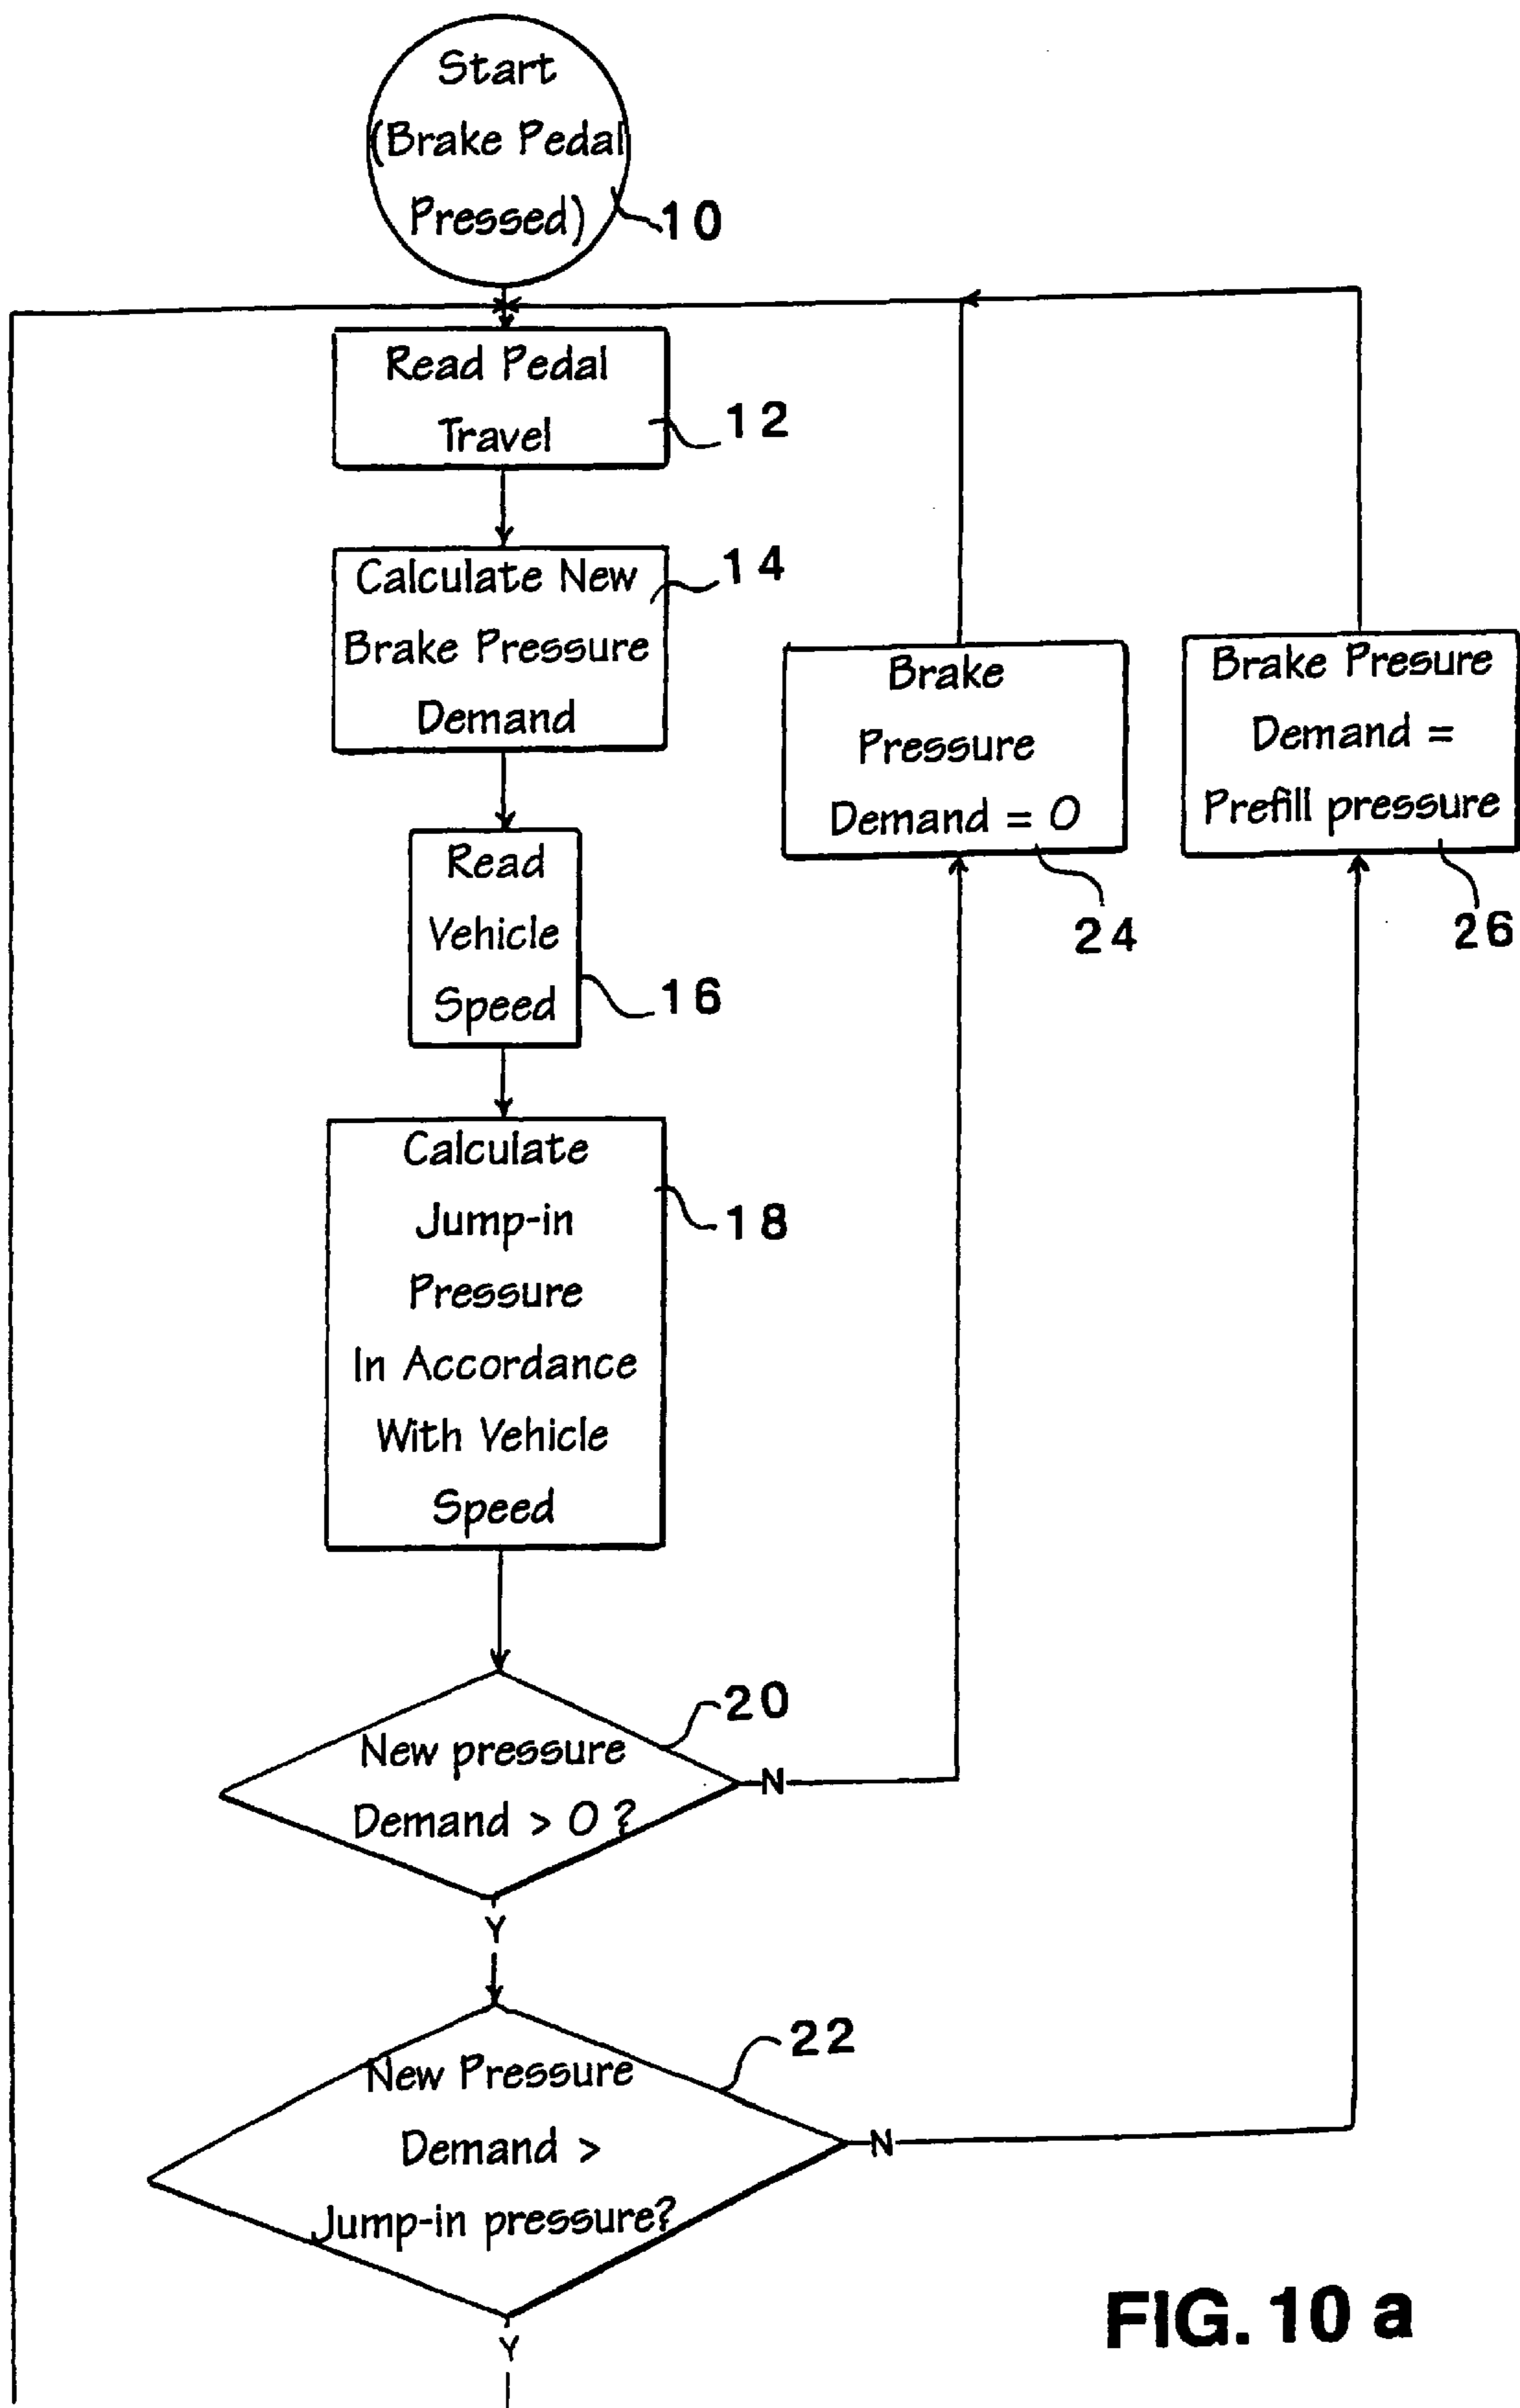 Start
(Brake Pedal
Pressed)
10
Read Pedal
Travel
12
Calculate New
Brake Pressure
Demand
14
Read
Vehicle
Speed
16
Calculate
Jump-in
Pressure
In Accordance
With Vehicle
Speed
18
Brake
Pressure
Demand = 0
24
Brake Presure
Demand =
Prefill pressure
26
New pressure
Demand > 0 ?
20
N
Y
New Pressure
Demand >
Jump-in pressure?
22
N
Y
FIG. 10 a